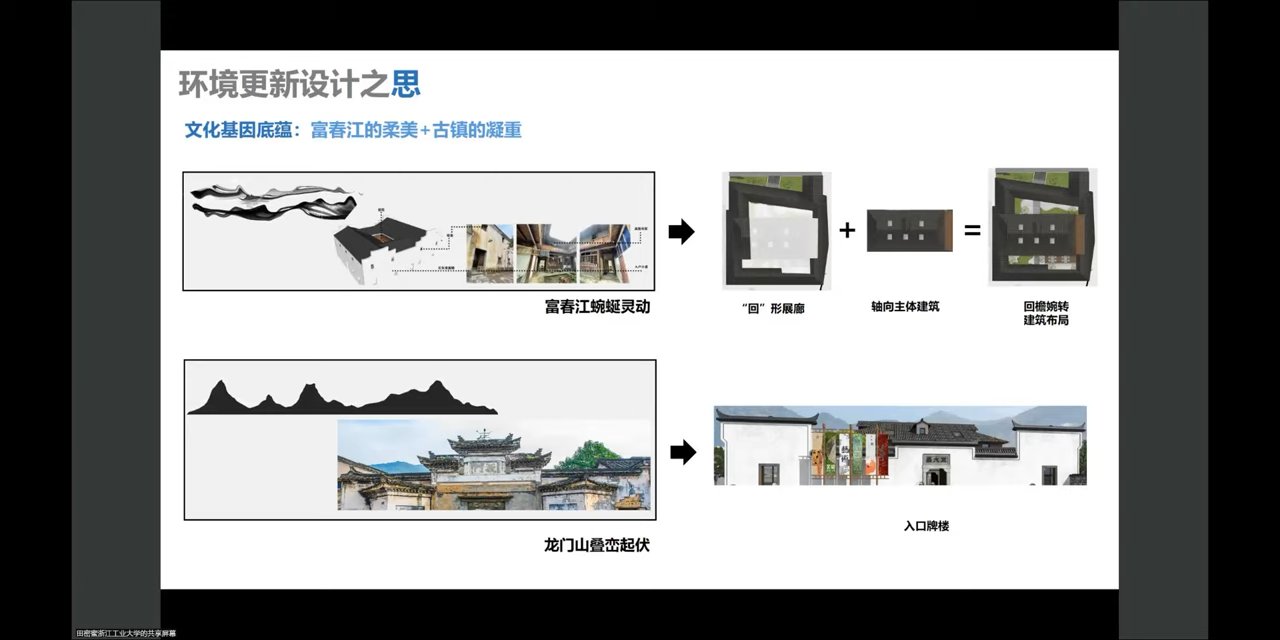 环境更新设计之思
文化基因底蕴：富春江的柔美+古镇的凝重
富春江蜿蜒灵动
“回”形展廊
轴向主体建筑
回檐婉转
建筑布局
龙门山叠峦起伏
入口牌楼
田密蜜浙江工业大学的共享屏幕